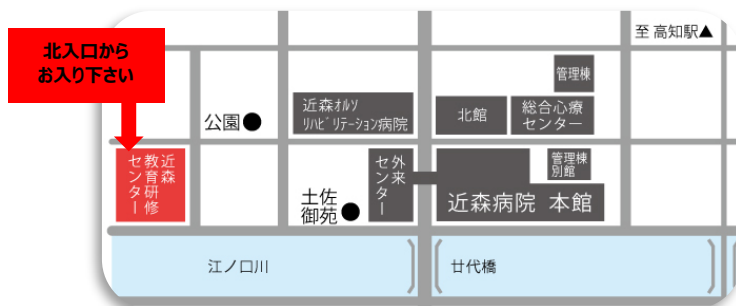 北入口から
お入り下さい
至 高知駅▲
管理棟
公園●
近森オルソ
リハビリテーション病院
北館
総合心療
センター
近森
教育研修
センター
外来
センター
管理棟
別館
土佐
御苑●
近森病院 本館
江ノ口川
廿代橋